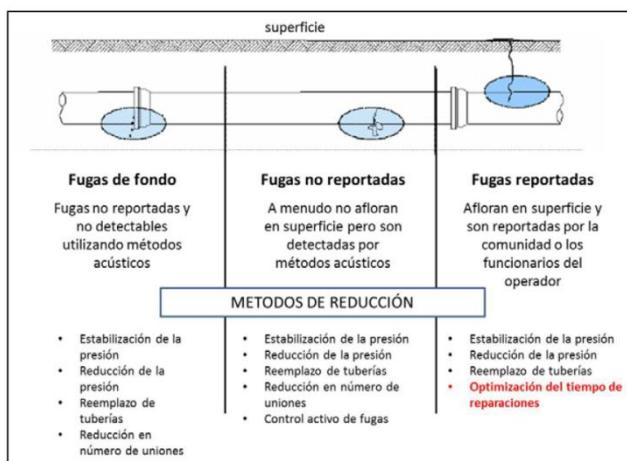 superficie
Fugas de fondo
Fugas no reportadas y
no detectables
utilizando métodos
acústicos
Fugas no reportadas
A menudo no afloran
en superficie pero son
detectadas por
métodos acústicos
Fugas reportadas
Afloran en superficie y
son reportadas por la
comunidad o los
funcionarios del
operador
METODOS DE REDUCCIÓN
• Estabilización de la
presión
• Reducción de la
presión
• Reemplazo de
tuberías
• Reducción en
número de uniones
• Estabilización de la presión
• Reducción de la presión
• Reemplazo de tuberías
• Reducción en número de
uniones
• Control activo de fugas
• Estabilización de la presión
• Reducción de la presión
• Reemplazo de tuberías
• Optimización del tiempo de
reparaciones